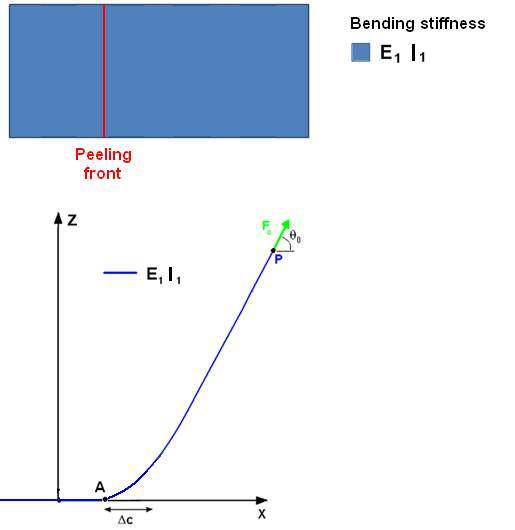 Bending stiffness
E₁ I₁
Peeling
front
Z
F₀
θ₀
P
E₁ I₁
A
Δc
X